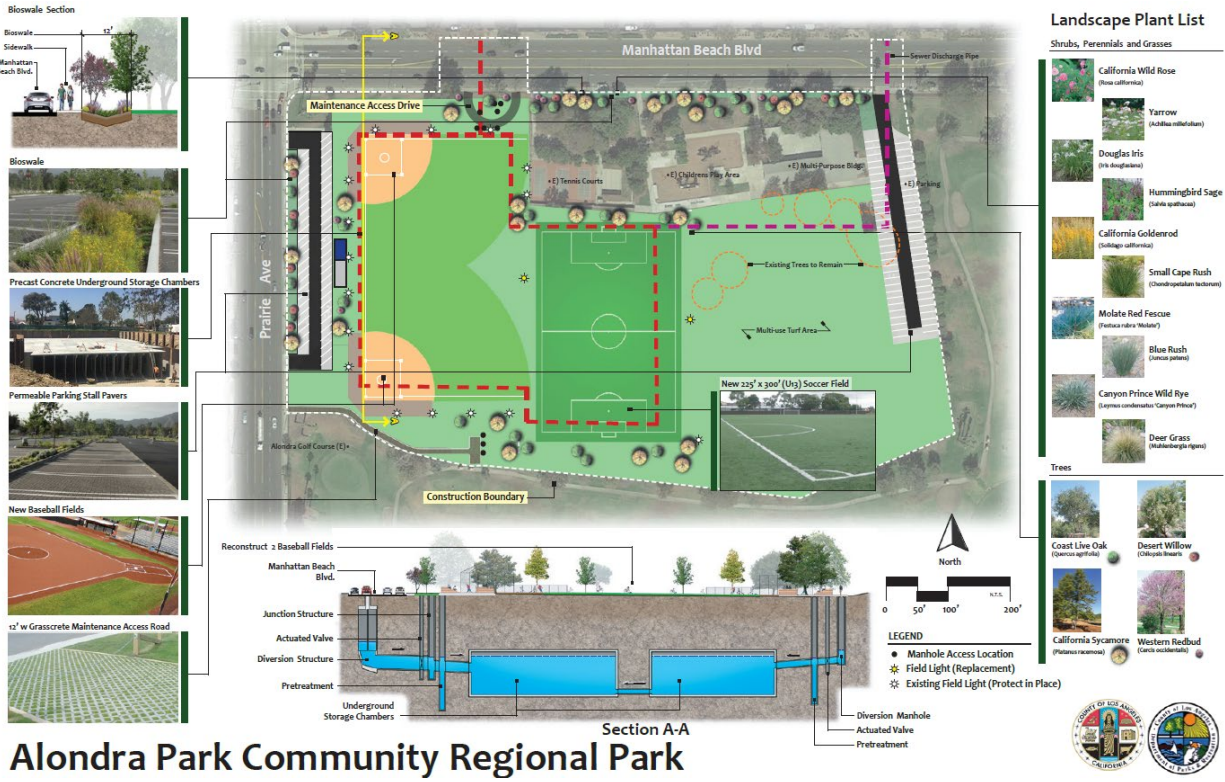 Bioswale Section
Bioswale
12'
Sidewalk
Manhattan
Beach Blvd.
Bioswale
Precast Concrete Underground Storage Chambers
Permeable Parking Stall Pavers
New Baseball Fields
12' w Grasscrete Maintenance Access Road
Manhattan Beach Blvd
Sewer Discharge Pipe
Maintenance Access Drive
E) Tennis Courts
E) Childrens Play Area
E) Multi-Purpose Bldg.
E) Parking
Prairie Ave
Existing Trees to Remain
Multi-use Turf Area
New 225' x 300' (U13) Soccer Field
Alondra Golf Course (E)
Construction Boundary
Reconstruct 2 Baseball Fields
Manhattan Beach
Blvd.
Junction Structure
Actuated Valve
Diversion Structure
Pretreatment
Underground
Storage Chambers
Section A-A
Diversion Manhole
Actuated Valve
Pretreatment
North
N.T.S.
0 50' 100' 200'
LEGEND
Manhole Access Location
Field Light (Replacement)
Existing Field Light (Protect in Place)
Landscape Plant List
Shrubs, Perennials and Grasses
California Wild Rose
(Rosa californica)
Yarrow
(Achillea millefolium)
Douglas Iris
(Iris douglasiana)
Hummingbird Sage
(Salvia spathacea)
California Goldenrod
(Solidago californica)
Small Cape Rush
(Chondropetalum tectorum)
Molate Red Fescue
(Festuca rubra 'Molate')
Blue Rush
(Juncus patens)
Canyon Prince Wild Rye
(Leymus condensatus 'Canyon Prince')
Deer Grass
(Muhlenbergia rigens)
Trees
Coast Live Oak
(Quercus agrifolia)
Desert Willow
(Chilopsis linearis)
California Sycamore
(Platanus racemosa)
Western Redbud
(Cercis occidentalis)
COUNTY OF LOS ANGELES
CALIFORNIA
County of Los Angeles
Alondra Park Community Regional Park